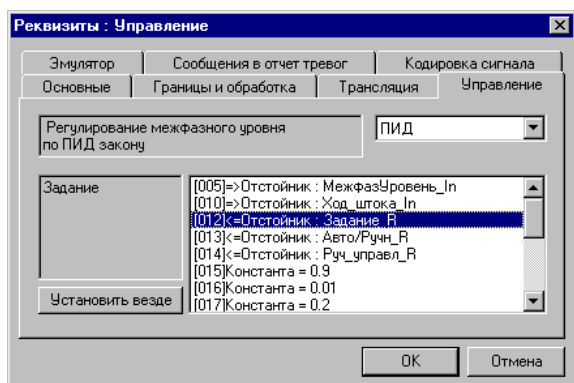 Реквизиты : Управление
Эмулятор
Сообщения в отчет тревог
Кодировка сигнала
Основные
Границы и обработка
Трансляция
Управление
Регулирование межфазного уровня
по ПИД закону
ПИД
Задание
[005]=>Отстойник : МежфазУровень_In
[010]=>Отстойник : Ход_штока_In
[012]<=Отстойник : Задание_R
[013]<=Отстойник : Авто/Ручн_R
[014]<=Отстойник : Руч_управл_R
[015]Константа = 0.9
[016]Константа = 0.01
[017]Константа = 0.2
Установить везде
OK
Отмена